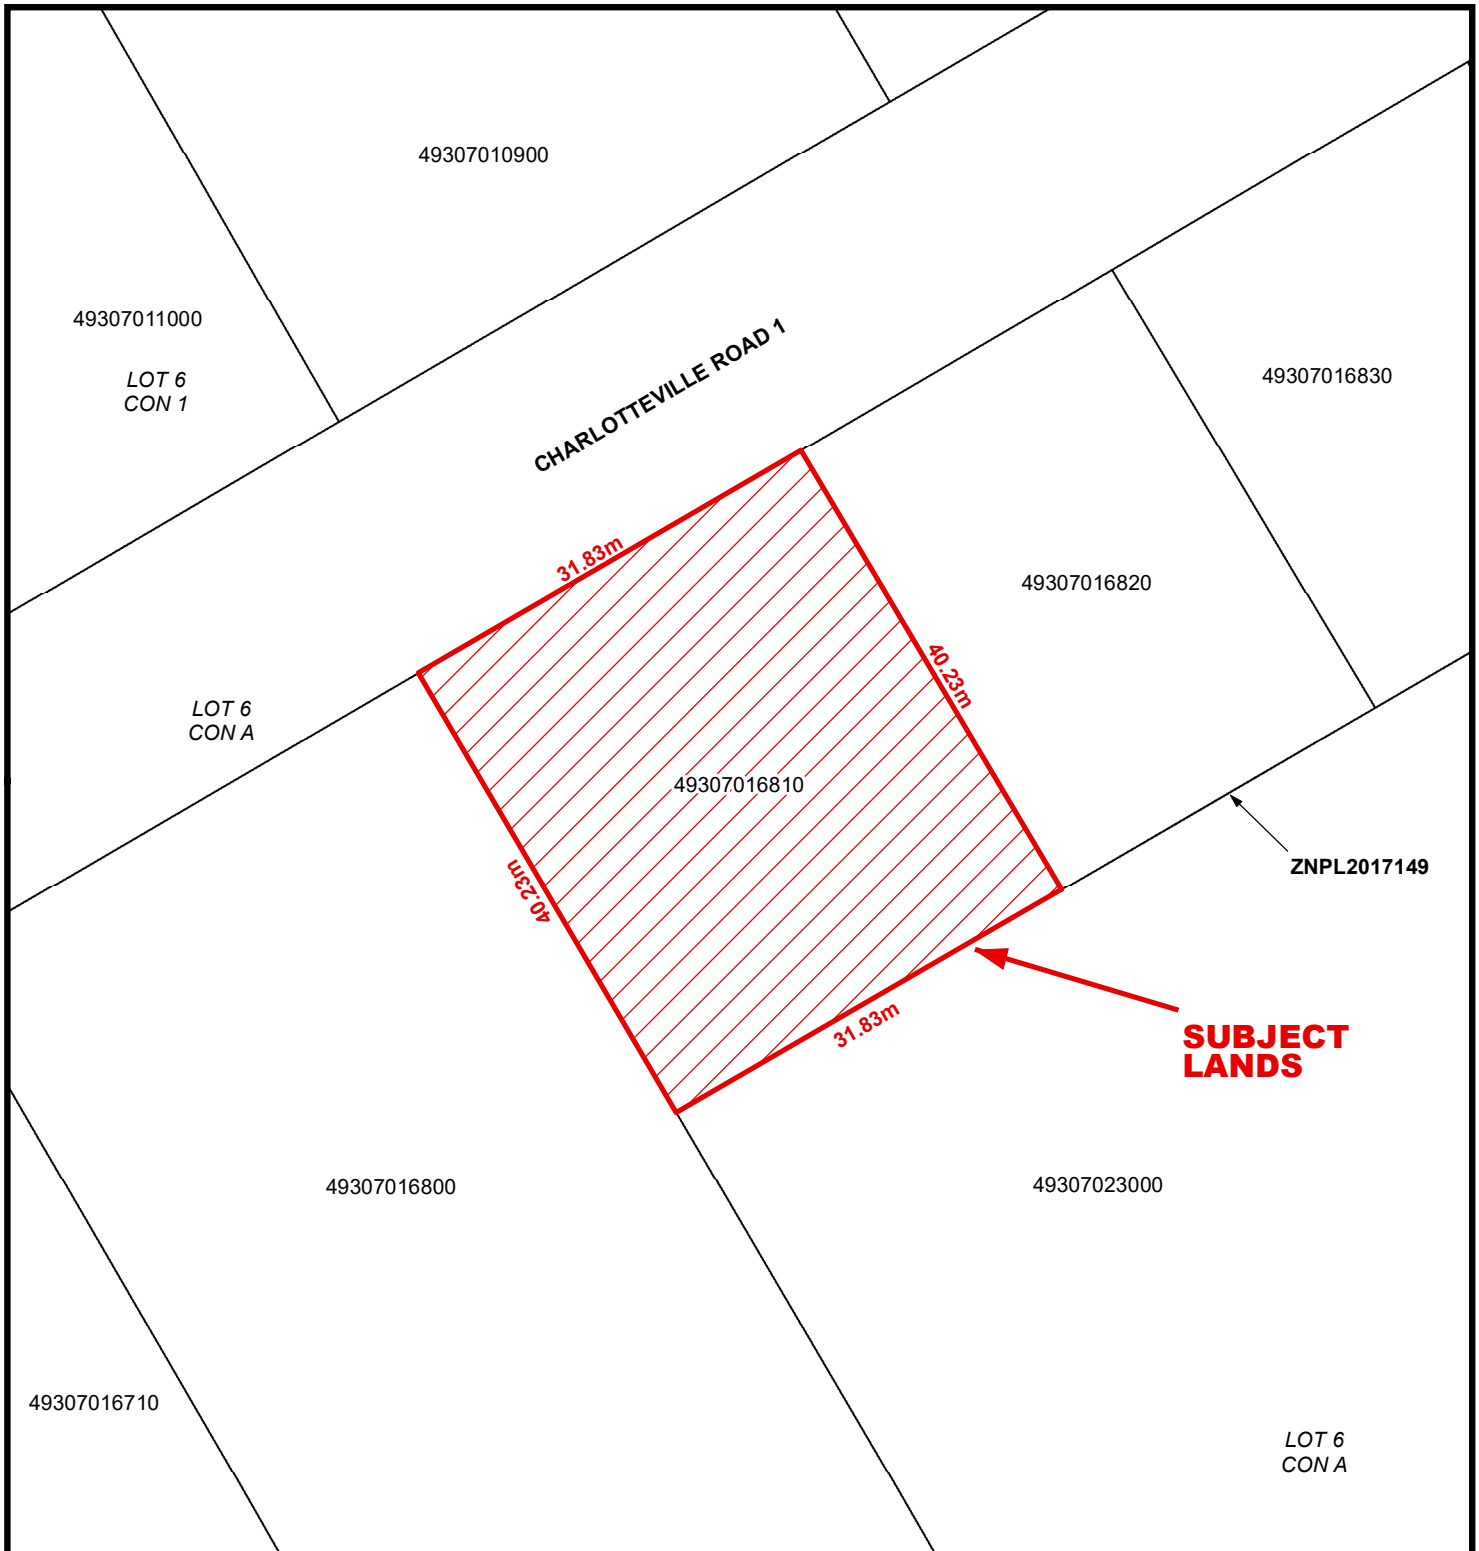 49307010900
49307011000
LOT 6
CON 1
CHARLOTTEVILLE ROAD 1
49307016830
31.83m
49307016820
40.23m
LOT 6
CON A
49307016810
40.23m
ZNPL2017149
31.83m
SUBJECT
LANDS
49307016800
49307023000
49307016710
LOT 6
CON A